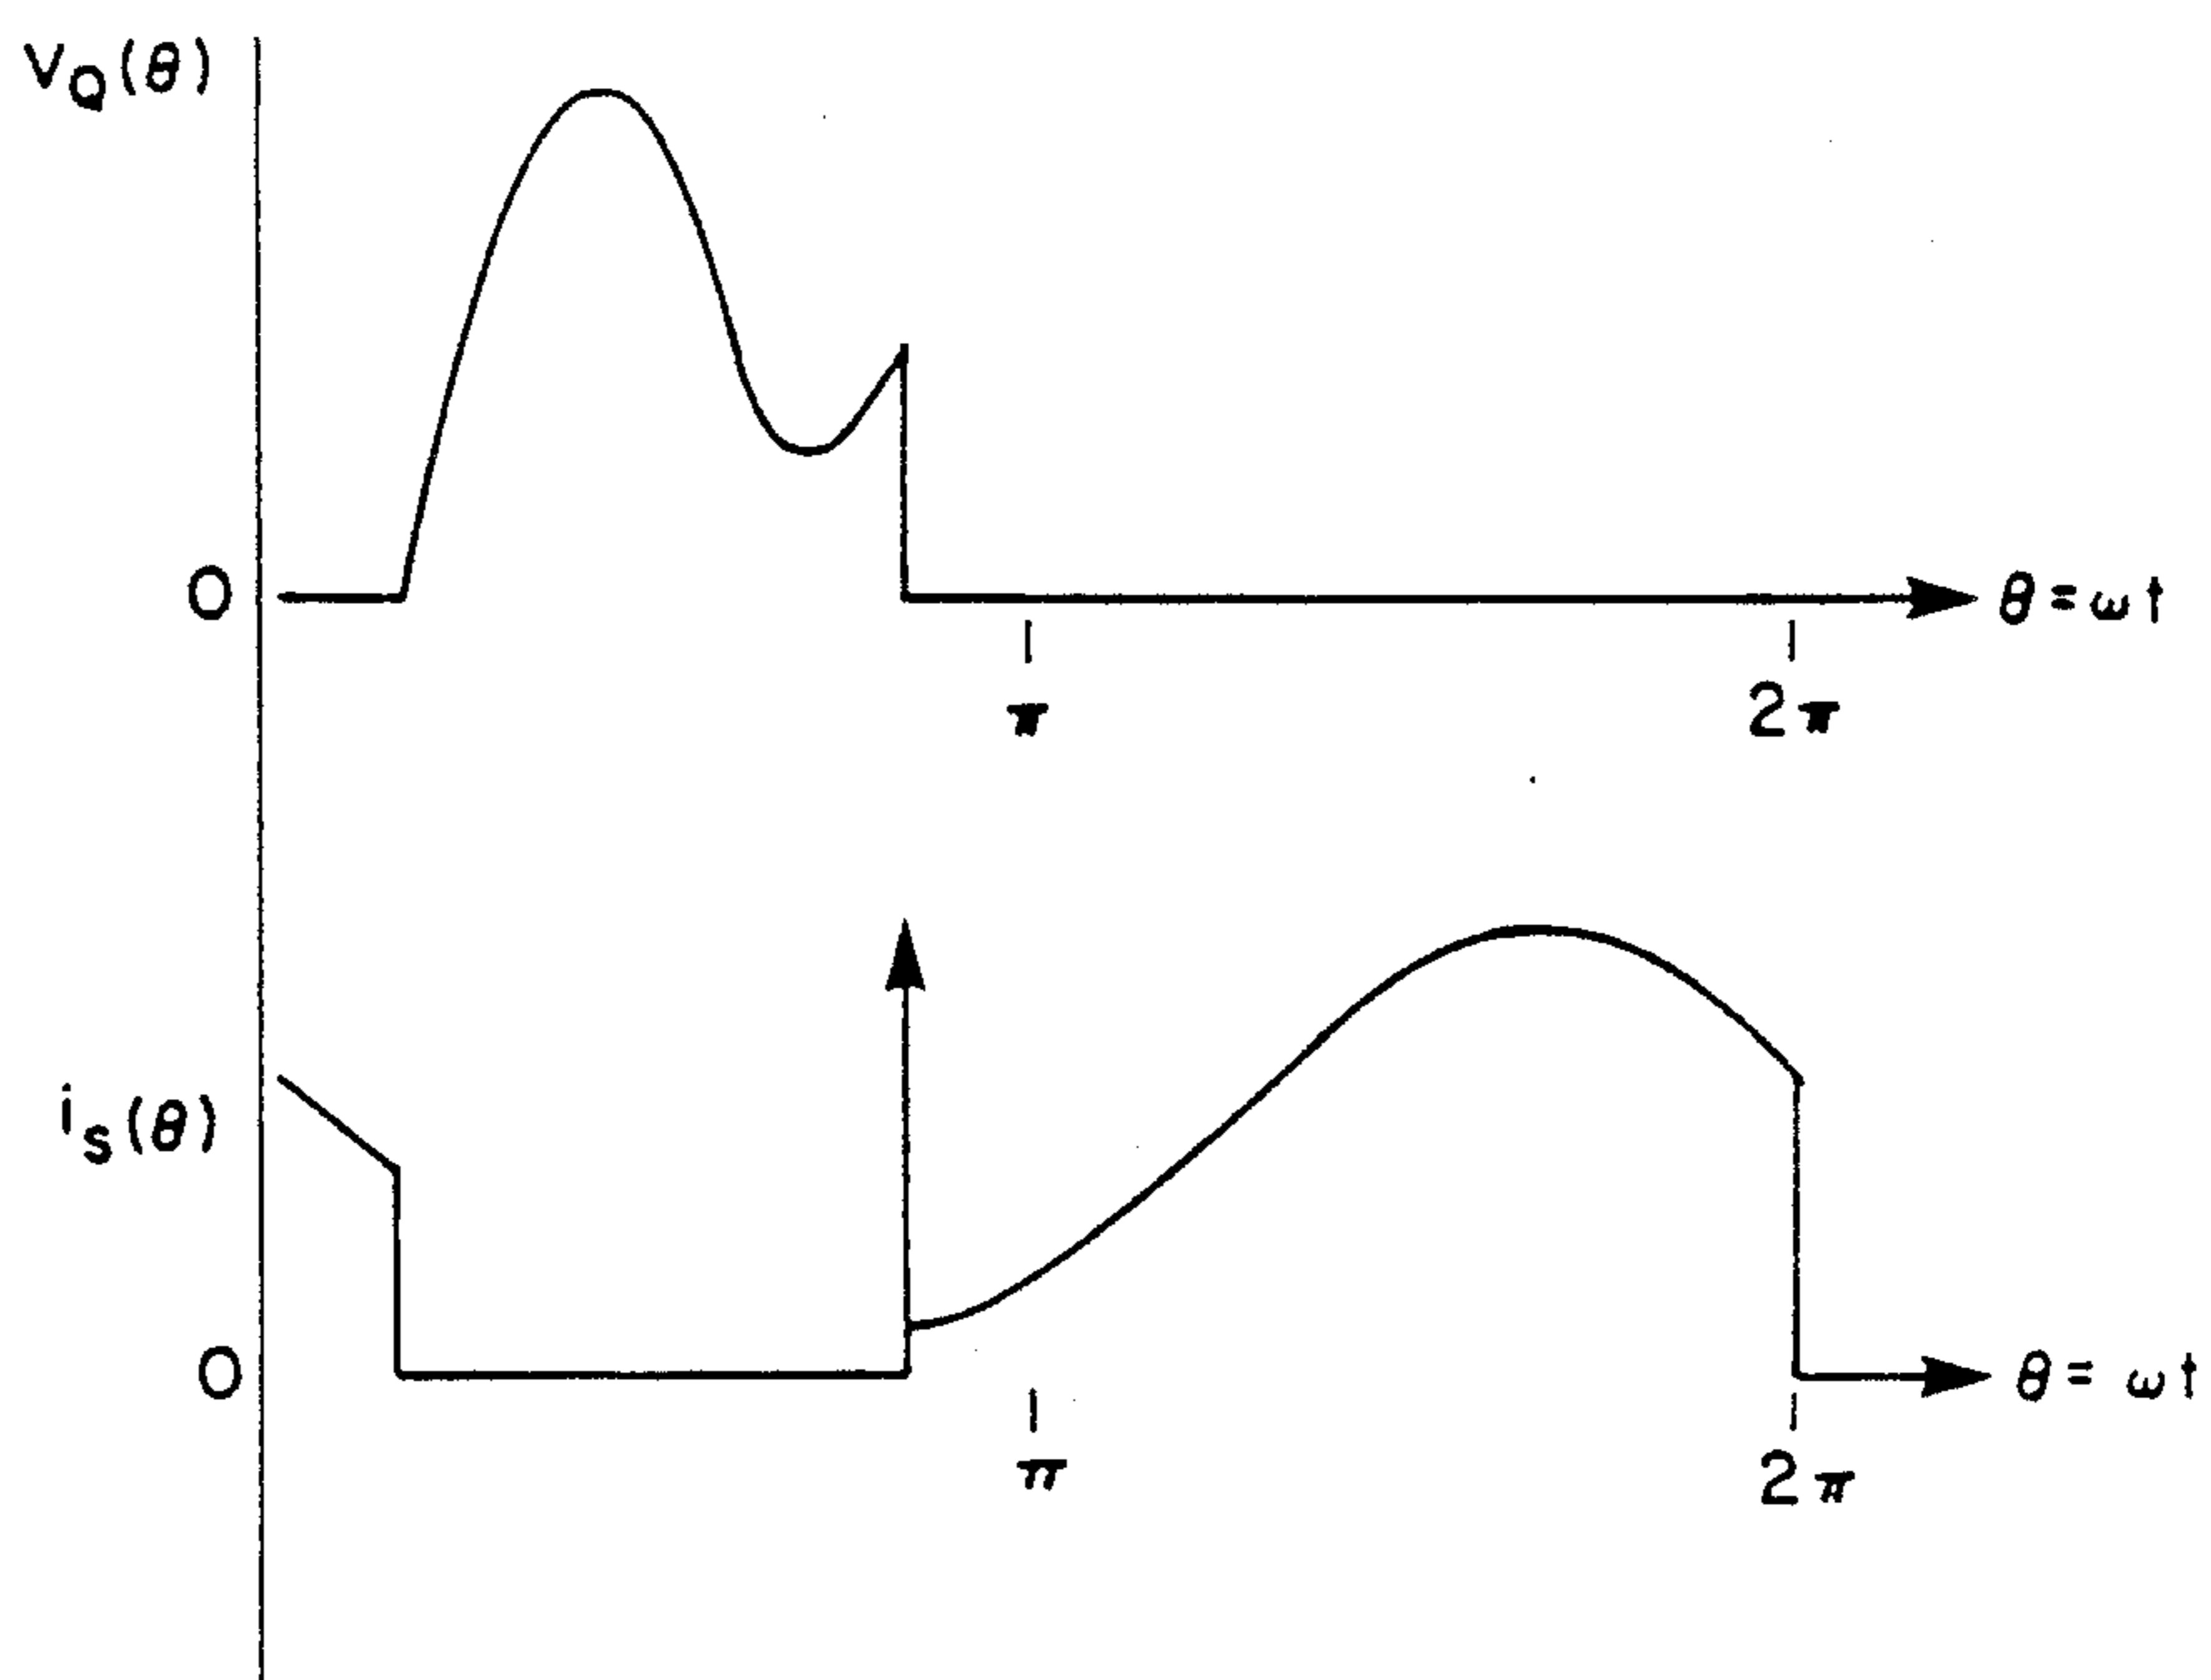 v_Q(θ)
0
θ = ωt
π
2π
i_s(θ)
0
θ = ωt
π
2π